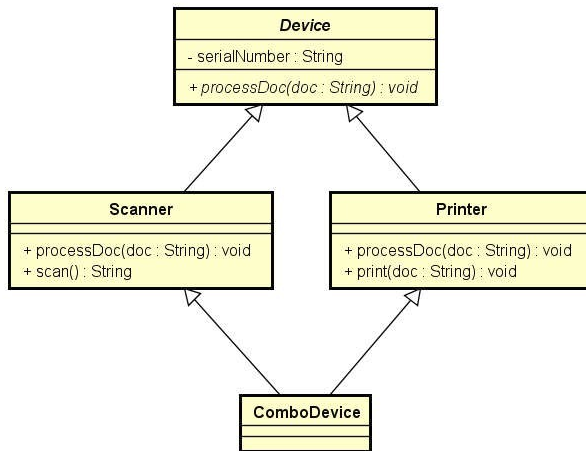 Device
- serialNumber : String
+ processDoc(doc : String) : void
Scanner
+ processDoc(doc : String) : void
+ scan() : String
Printer
+ processDoc(doc : String) : void
+ print(doc : String) : void
ComboDevice